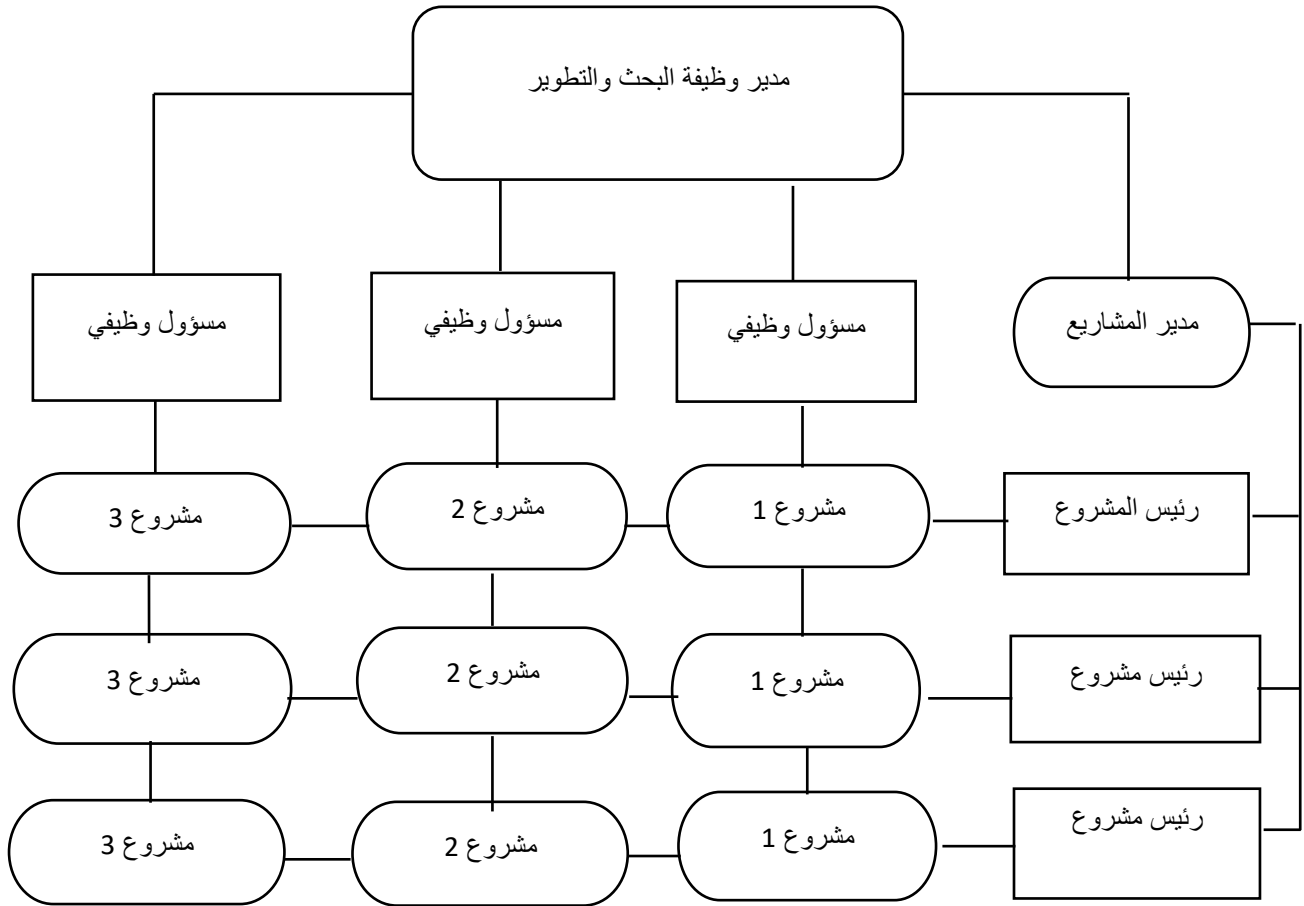 مدير وظيفة البحث والتطوير
مدير المشاريع
مسؤول وظيفي
مسؤول وظيفي
مسؤول وظيفي
رئيس المشروع
مشروع 1
مشروع 2
مشروع 3
رئيس مشروع
مشروع 1
مشروع 2
مشروع 3
رئيس مشروع
مشروع 1
مشروع 2
مشروع 3